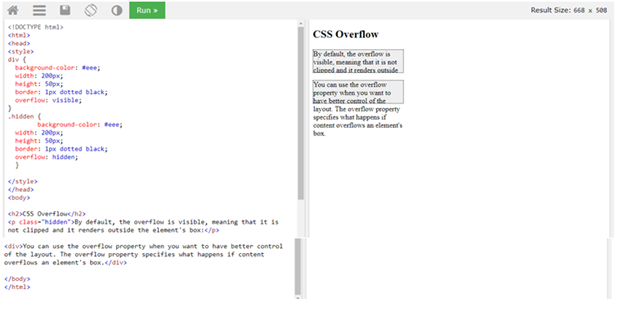 Run »
Result Size: 668 x 508
<!DOCTYPE html>
<html>
<head>
<style>
div {
background-color: #eee;
width: 200px;
height: 50px;
border: 1px dotted black;
overflow: visible;
}
.hidden {
background-color: #eee;
width: 200px;
height: 50px;
border: 1px dotted black;
overflow: hidden;
}
</style>
</head>
<body>
<h2>CSS Overflow</h2>
<p class="hidden">By default, the overflow is visible, meaning that it is
not clipped and it renders outside the element's box:</p>
<div>You can use the overflow property when you want to have better control
of the layout. The overflow property specifies what happens if content
overflows an element's box.</div>
</body>
</html>
CSS Overflow
By default, the overflow is
visible, meaning that it is not
clipped and it renders outside
You can use the overflow
property when you want to
have better control of the
layout. The overflow property
specifies what happens if
content overflows an element's
box.